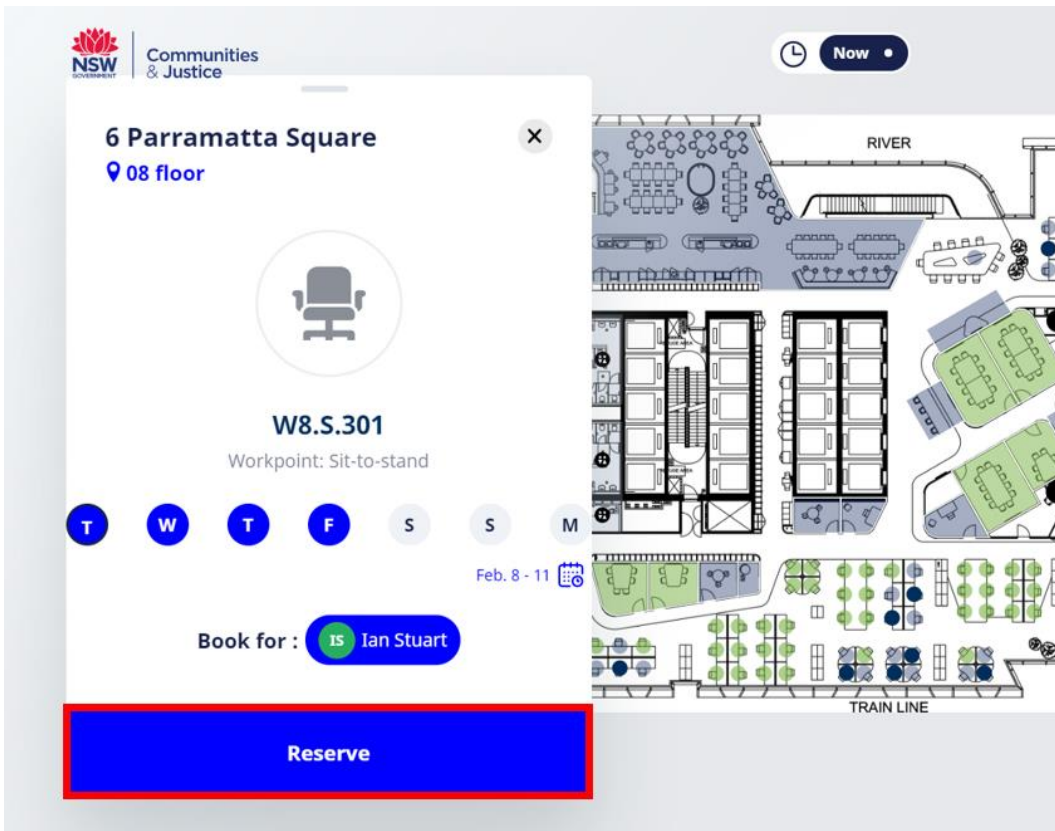 NSW
GOVERNMENT
Communities
& Justice
Now
6 Parramatta Square
08 floor
W8.S.301
Workpoint: Sit-to-stand
T W T F S S M
Feb. 8 - 11
Book for : IS Ian Stuart
Reserve
RIVER
TRAIN LINE